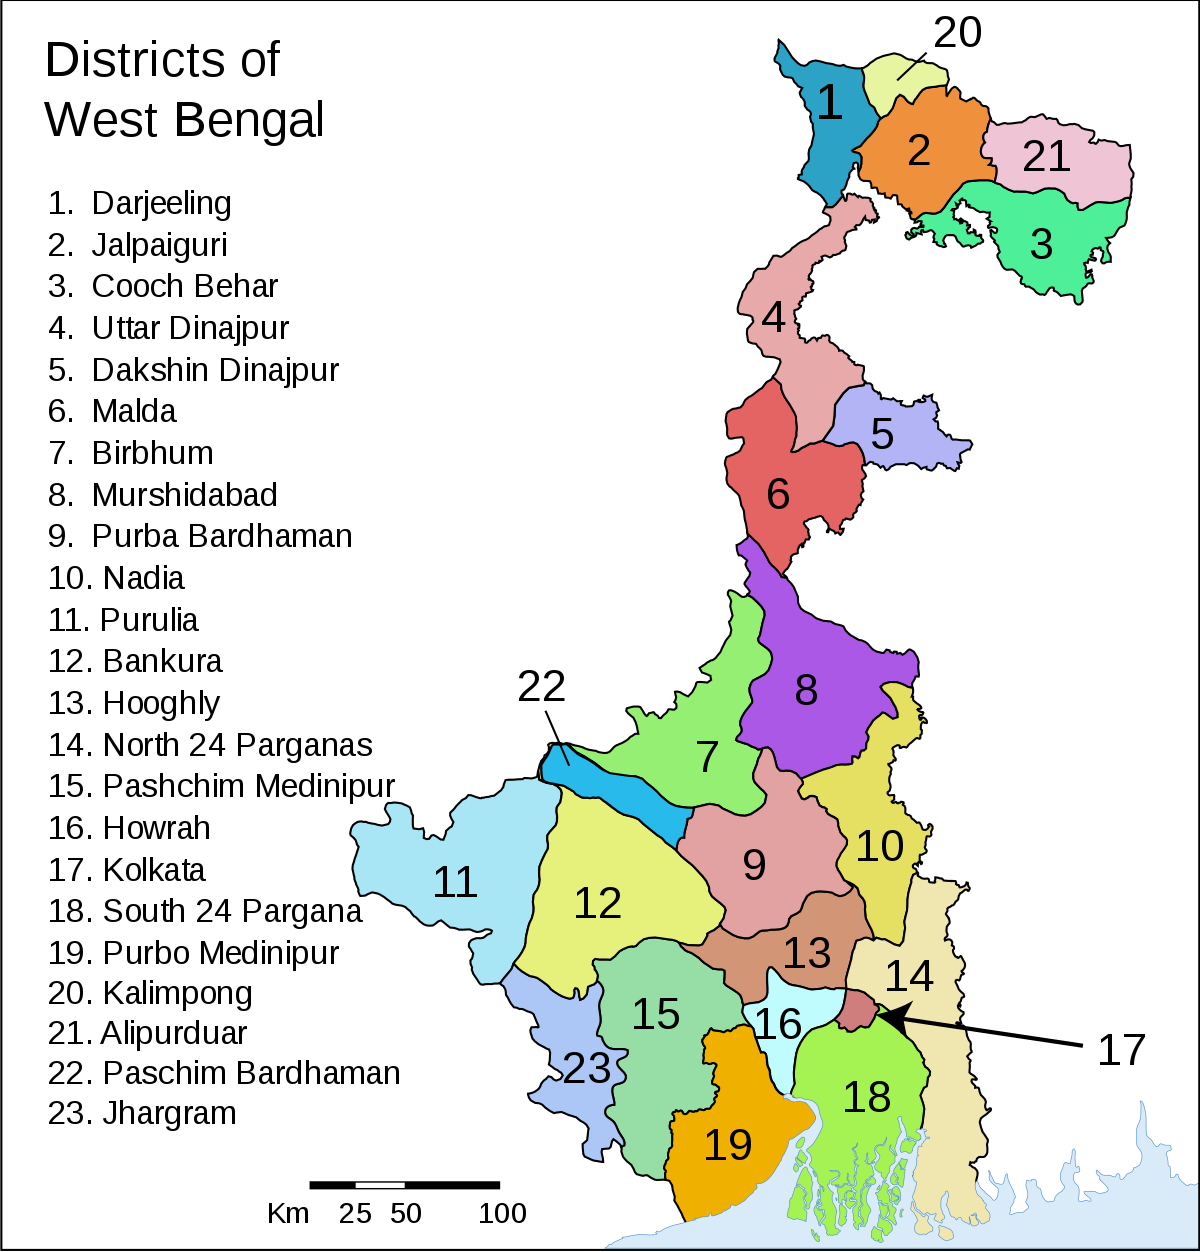 Districts of
West Bengal
1. Darjeeling
2. Jalpaiguri
3. Cooch Behar
4. Uttar Dinajpur
5. Dakshin Dinajpur
6. Malda
7. Birbhum
8. Murshidabad
9. Purba Bardhaman
10. Nadia
11. Purulia
12. Bankura
13. Hooghly
14. North 24 Parganas
15. Pashchim Medinipur
16. Howrah
17. Kolkata
18. South 24 Pargana
19. Purbo Medinipur
20. Kalimpong
21. Alipurduar
22. Paschim Bardhaman
23. Jhargram
20
1
2
21
3
4
5
6
22
8
7
10
9
11
12
13
14
15
16
17
23
18
19
Km 25 50 100